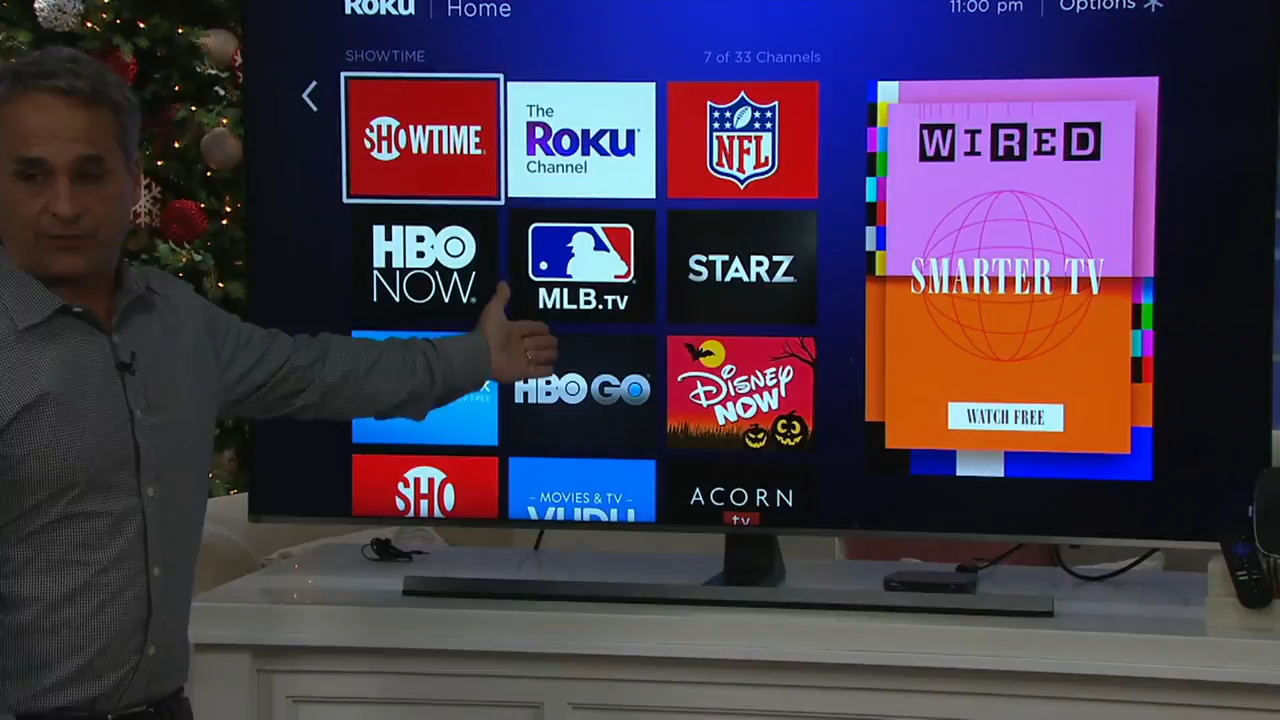 Roku | Home
11:00 pm | Options
SHOWTIME
7 of 33 Channels
SHOWTIME
The
Roku
Channel
NFL
HBO
NOW.
MLB.TV
STARZ
HBO GO
Disney
NOW
SHO
- MOVIES & TV -
VUDU
ACORN
tv
WIRED
SMARTER TV
WATCH FREE